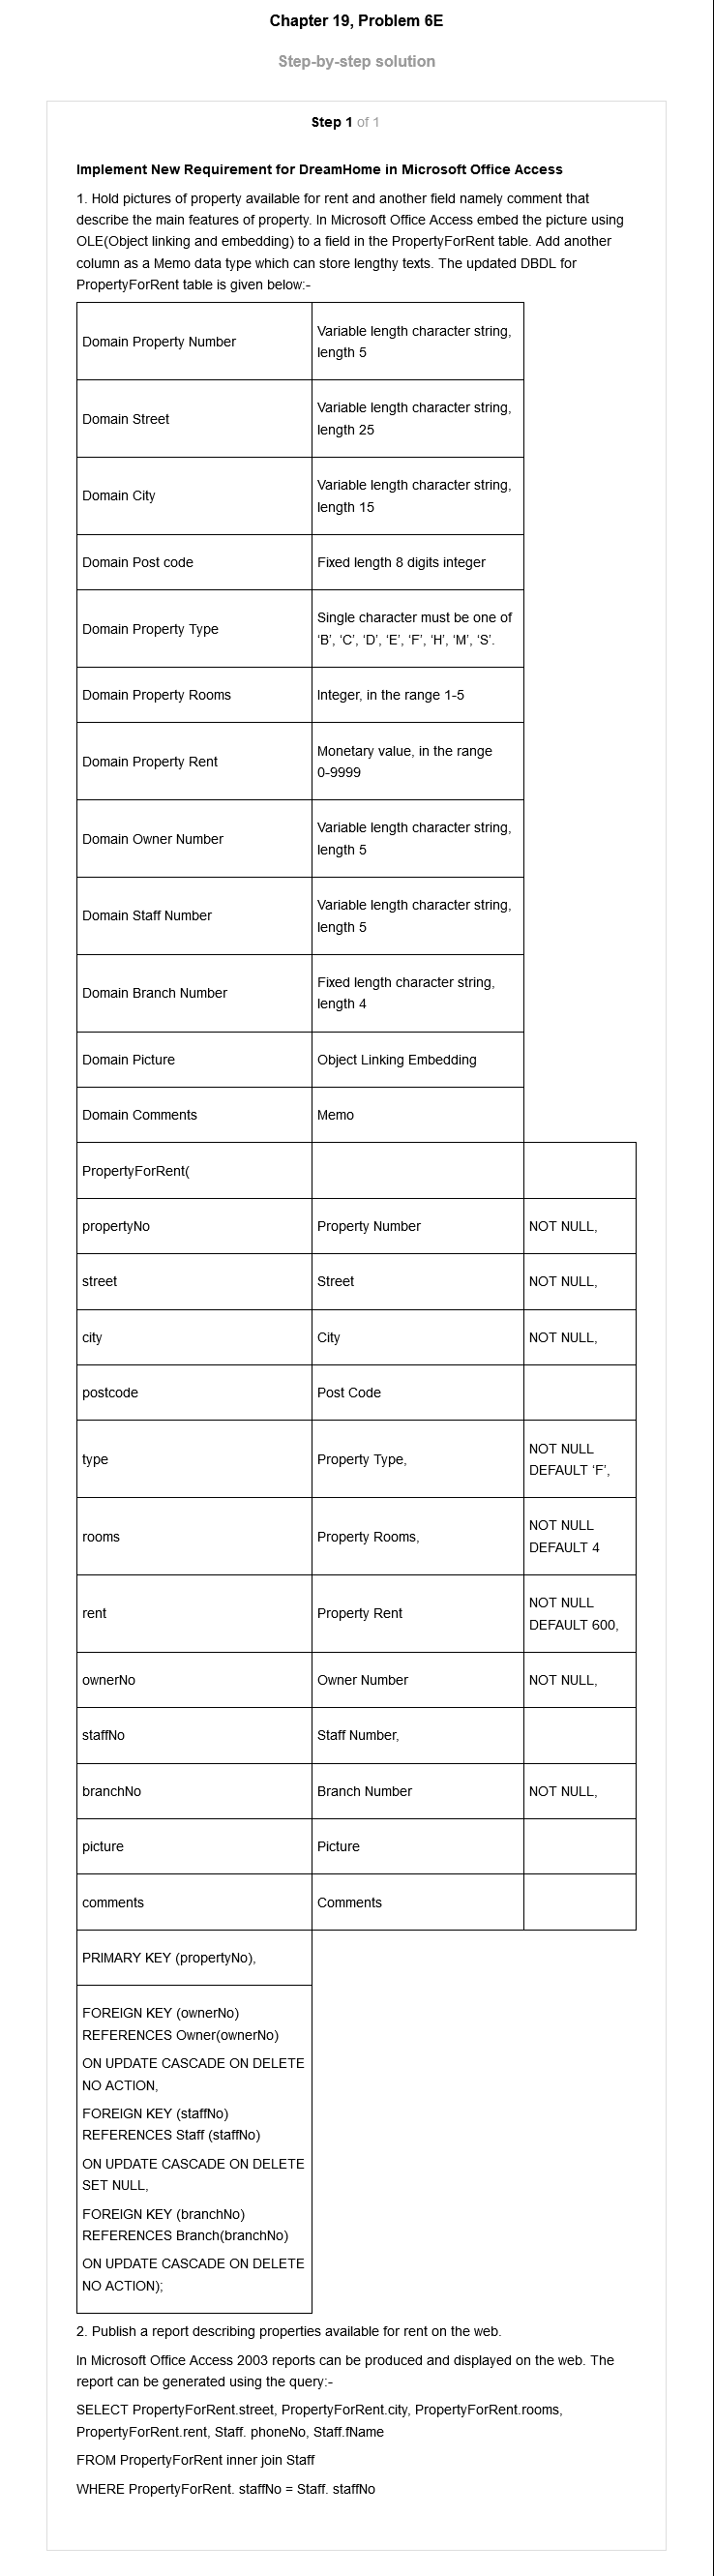 Chapter 19, Problem 6E
Step-by-step solution
Step 1 of 1
Implement New Requirement for DreamHome in Microsoft Office Access
1. Hold pictures of property available for rent and another field namely comment that
describe the main features of property. In Microsoft Office Access embed the picture using
OLE(Object linking and embedding) to a field in the PropertyForRent table. Add another
column as a Memo data type which can store lengthy texts. The updated DBDL for
PropertyForRent table is given below:-
Domain Property Number
Variable length character string,
length 5
Domain Street
Variable length character string,
length 25
Domain City
Variable length character string,
length 15
Domain Post code
Fixed length 8 digits integer
Domain Property Type
Single character must be one of
‘B’, ‘C’, ‘D’, ‘E’, ‘F’, ‘H’, ‘M’, ‘S’.
Domain Property Rooms
Integer, in the range 1-5
Domain Property Rent
Monetary value, in the range
0-9999
Domain Owner Number
Variable length character string,
length 5
Domain Staff Number
Variable length character string,
length 5
Domain Branch Number
Fixed length character string,
length 4
Domain Picture
Object Linking Embedding
Domain Comments
Memo
PropertyForRent(
propertyNo
Property Number
NOT NULL,
street
Street
NOT NULL,
city
City
NOT NULL,
postcode
Post Code
type
Property Type,
NOT NULL
DEFAULT ‘F’,
rooms
Property Rooms,
NOT NULL
DEFAULT 4
rent
Property Rent
NOT NULL
DEFAULT 600,
ownerNo
Owner Number
NOT NULL,
staffNo
Staff Number,
branchNo
Branch Number
NOT NULL,
picture
Picture
comments
Comments
PRIMARY KEY (propertyNo),
FOREIGN KEY (ownerNo)
REFERENCES Owner(ownerNo)
ON UPDATE CASCADE ON DELETE
NO ACTION,
FOREIGN KEY (staffNo)
REFERENCES Staff (staffNo)
ON UPDATE CASCADE ON DELETE
SET NULL,
FOREIGN KEY (branchNo)
REFERENCES Branch(branchNo)
ON UPDATE CASCADE ON DELETE
NO ACTION);
2. Publish a report describing properties available for rent on the web.
In Microsoft Office Access 2003 reports can be produced and displayed on the web. The
report can be generated using the query:-
SELECT PropertyForRent.street, PropertyForRent.city, PropertyForRent.rooms,
PropertyForRent.rent, Staff. phoneNo, Staff.fName
FROM PropertyForRent inner join Staff
WHERE PropertyForRent. staffNo = Staff. staffNo